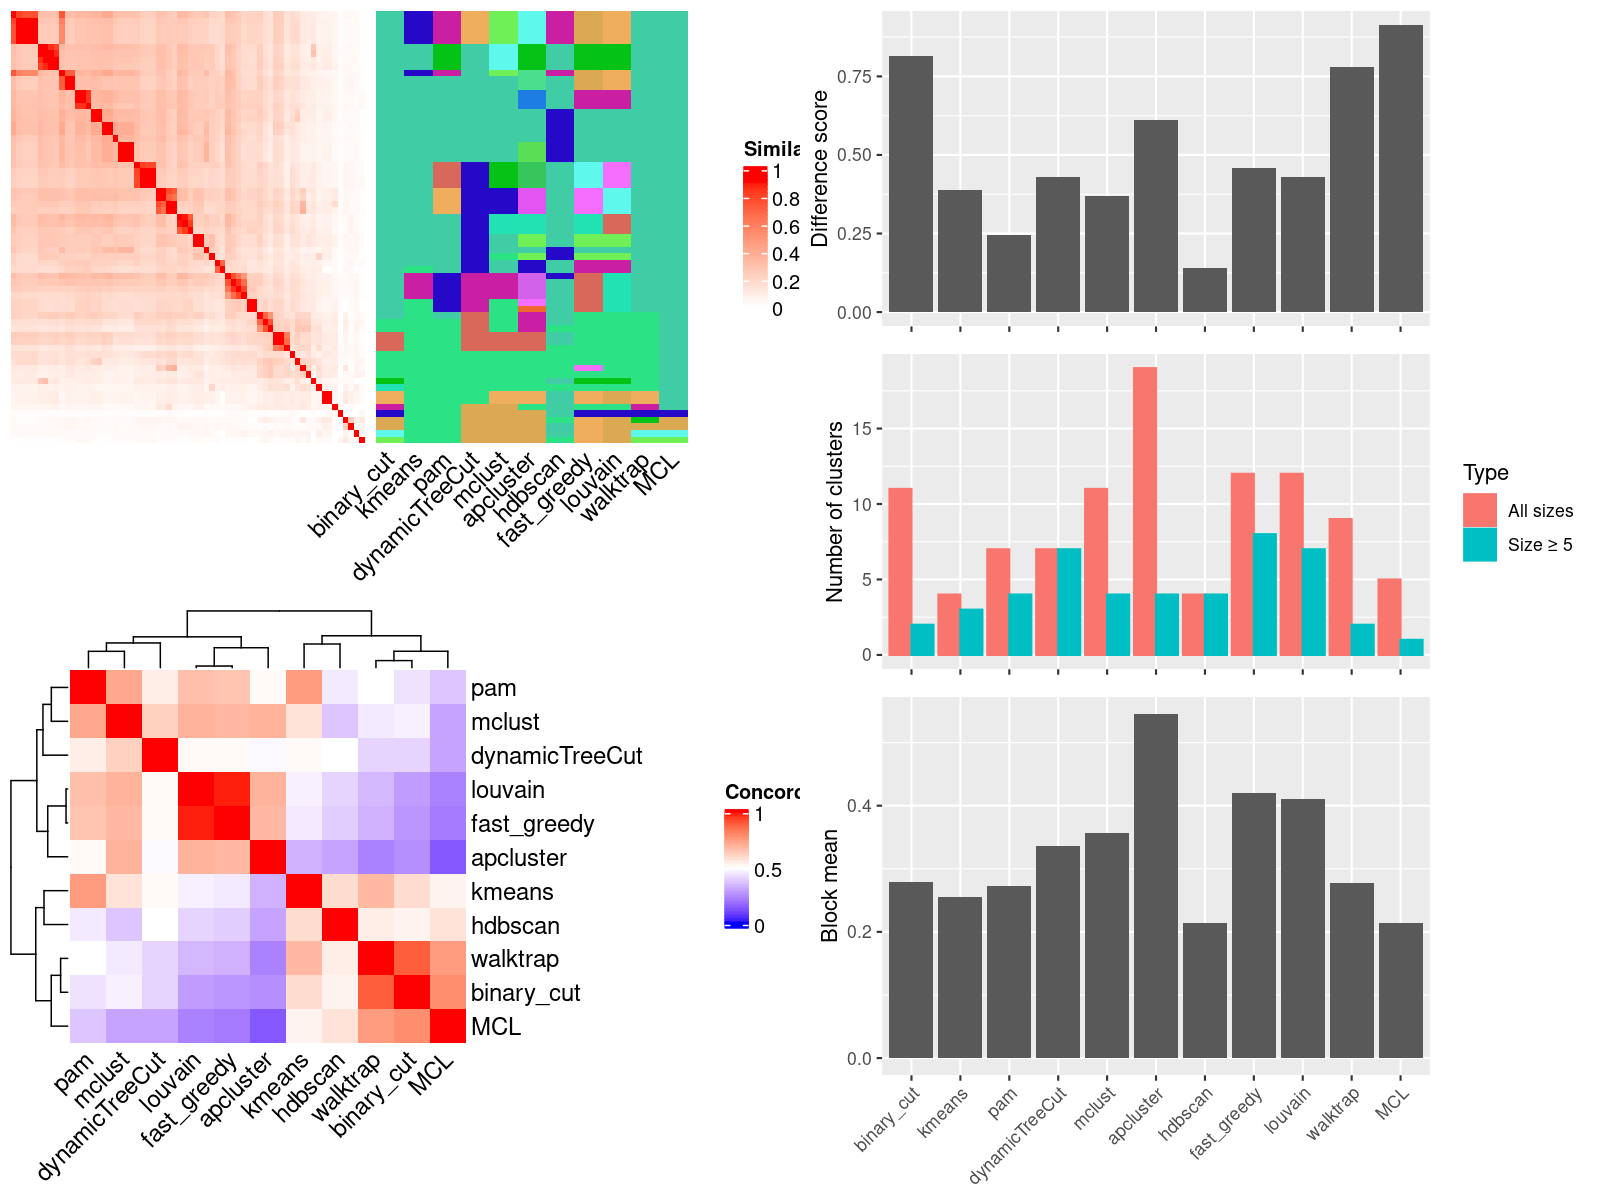 Simila
1
0.8
0.6
0.4
0.2
0
binary_cut
kmeans
pam
dynamicTreeCut
mclust
apcluster
hdbscan
fast_greedy
louvain
walktrap
MCL
Difference score
0.75
0.50
0.25
0.00
Number of clusters
15
10
5
0
Type
All sizes
Size ≥ 5
pam
mclust
dynamicTreeCut
louvain
fast_greedy
apcluster
kmeans
hdbscan
walktrap
binary_cut
MCL
pam
mclust
dynamicTreeCut
louvain
fast_greedy
apcluster
kmeans
hdbscan
walktrap
binary_cut
MCL
Concord
1
0.5
0
Block mean
0.4
0.2
0.0
binary_cut
kmeans
pam
dynamicTreeCut
mclust
apcluster
hdbscan
fast_greedy
louvain
walktrap
MCL